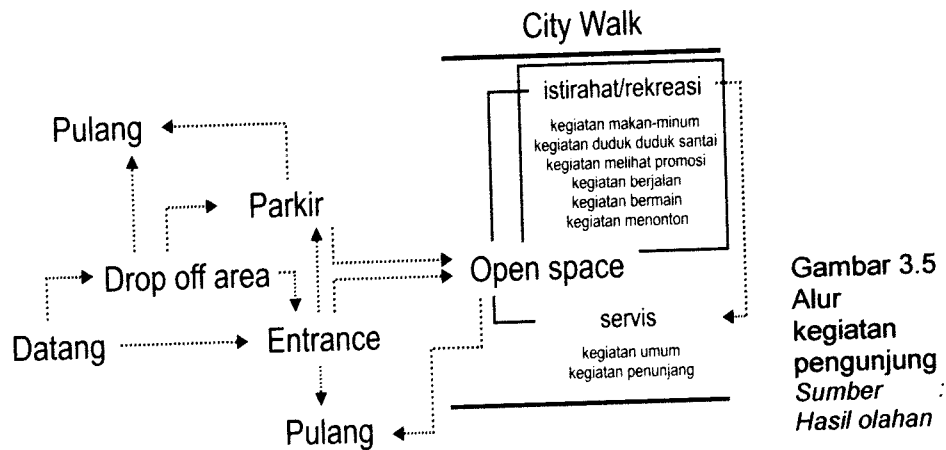 City Walk
istirahat/rekreasi
kegiatan makan-minum
kegiatan duduk duduk santai
kegiatan melihat promosi
kegiatan berjalan
kegiatan bermain
kegiatan menonton
Pulang
Parkir
Drop off area
Open space
Datang
Entrance
servis
kegiatan umum
kegiatan penunjang
Pulang
Gambar 3.5
Alur
kegiatan
pengunjung
Sumber :
Hasil olahan